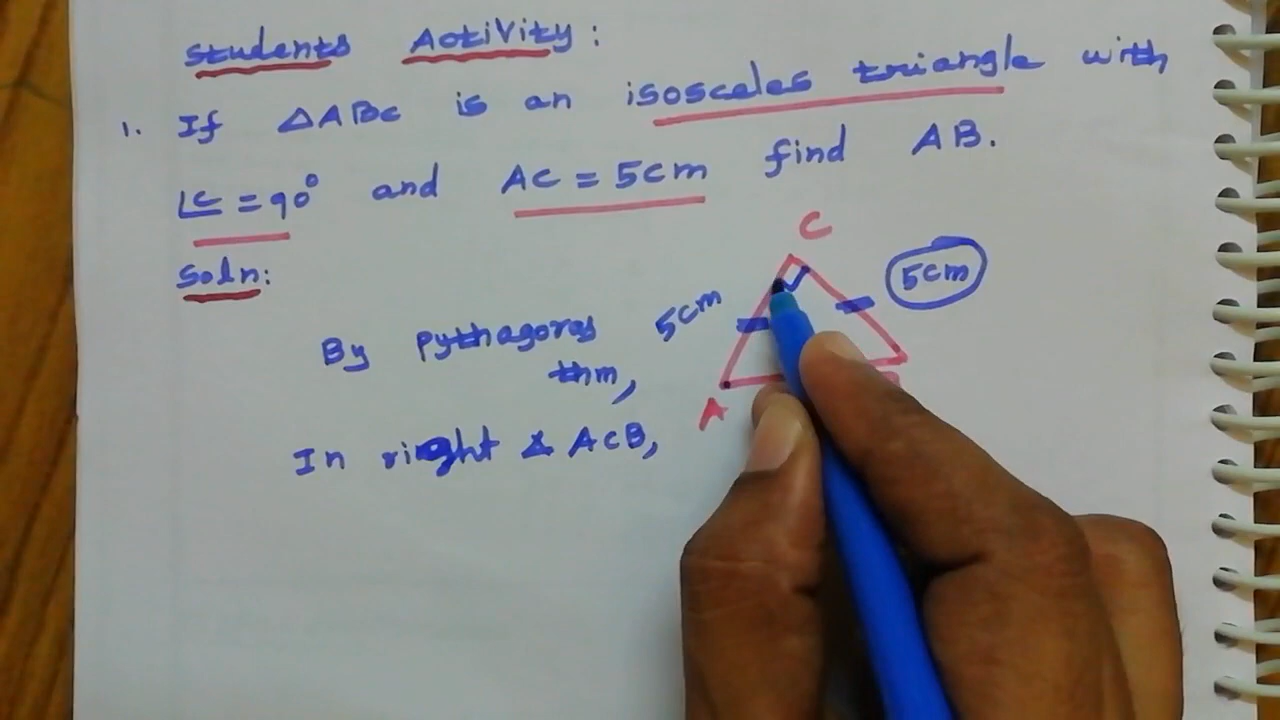 Students Activity:
1. If △ABC is an isosceles triangle with
∠C = 90° and AC = 5cm find AB.
Soln:
C
5cm
5cm
By pythagoras
thm,
A
In right △ ACB,